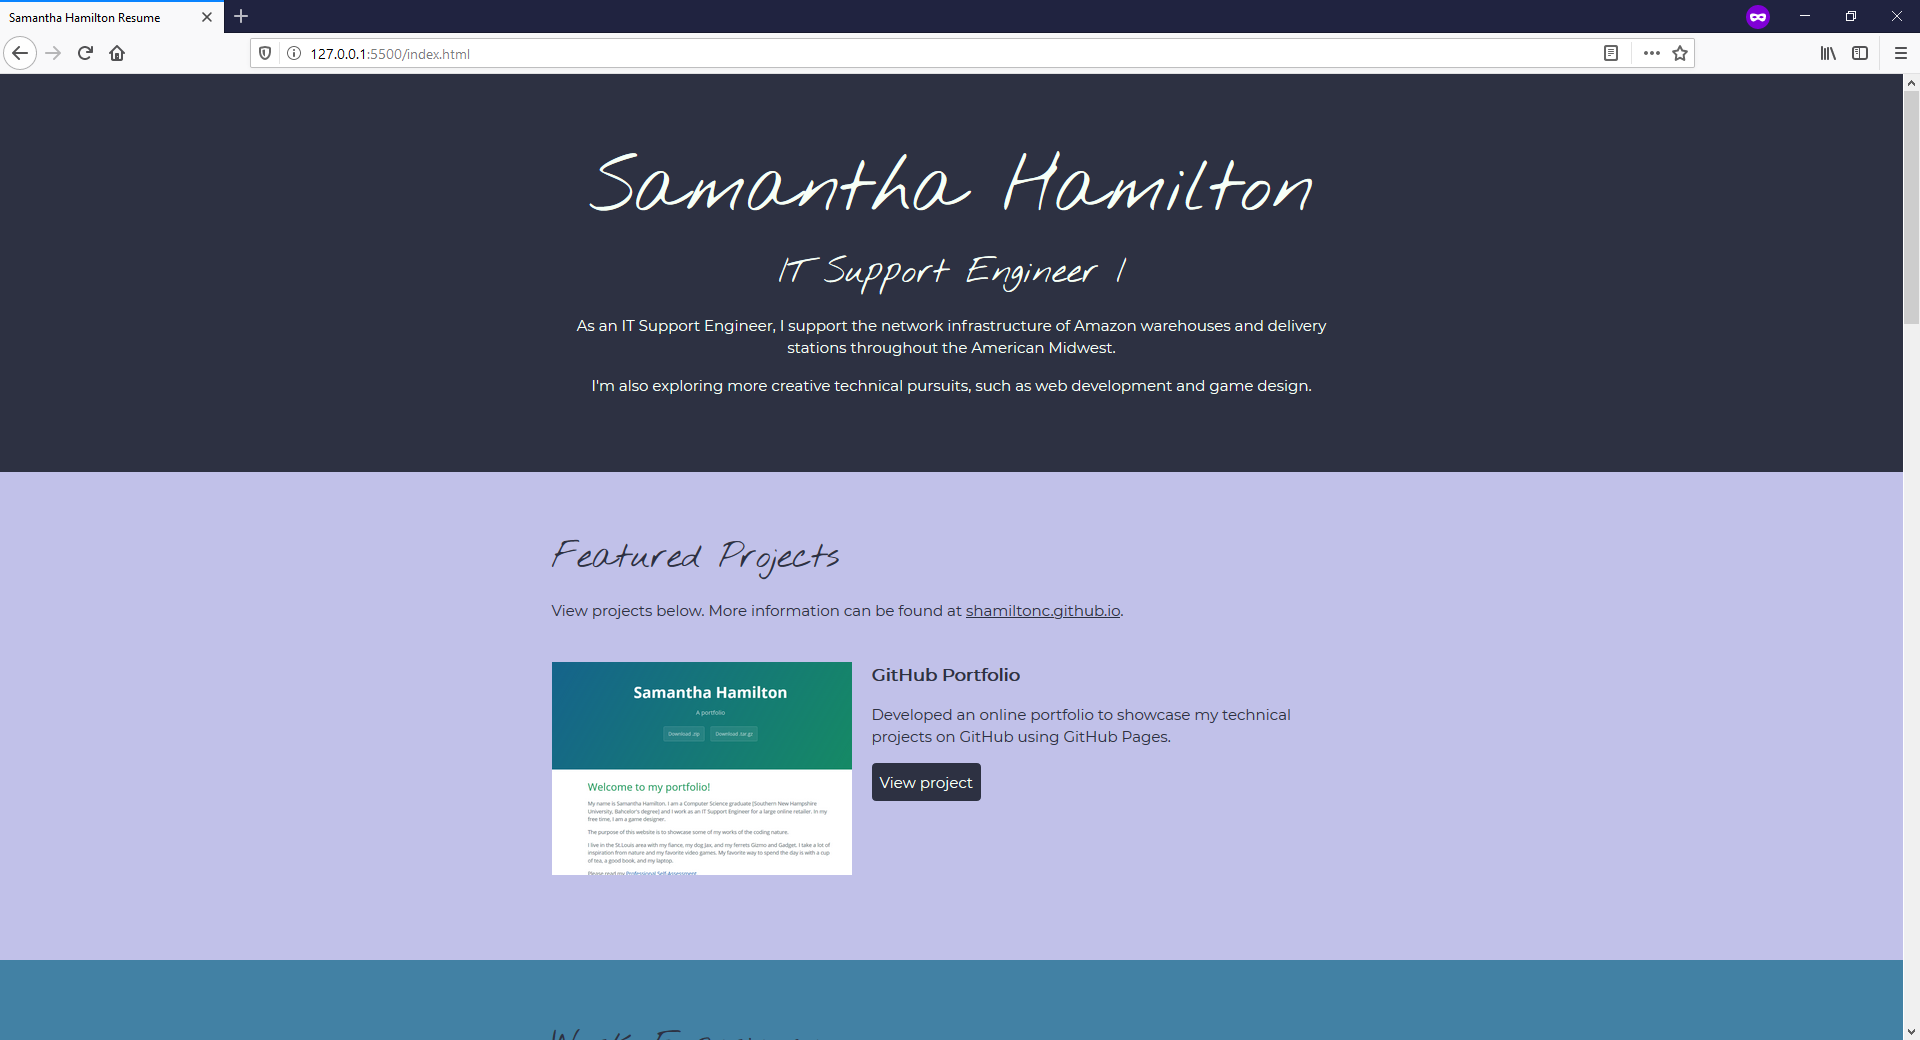 Samantha Hamilton Resume
127.0.0.1:5500/index.html
Samantha Hamilton
IT Support Engineer I
As an IT Support Engineer, I support the network infrastructure of Amazon warehouses and delivery
stations throughout the American Midwest.
I'm also exploring more creative technical pursuits, such as web development and game design.
Featured Projects
View projects below. More information can be found at shamiltonc.github.io.
Samantha Hamilton
A portfolio
Download .zip
Download .tar.gz
Welcome to my portfolio!
My name is Samantha Hamilton. I am a Computer Science graduate (Southern New Hampshire
University, Bahcelor's degree) and I work as an IT Support Engineer for a large online retailer. In my
free time, I am a game designer.
The purpose of this website is to showcase some of my works of the coding nature.
I live in the St.Louis area with my fiance, my dog Jax, and my ferrets Gizmo and Gadget. I take a lot of
inspiration from nature and my favorite video games. My favorite way to spend the day is with a cup
of tea, a good book, and my laptop.
Please read my Professional Self-Assessment
GitHub Portfolio
Developed an online portfolio to showcase my technical
projects on GitHub using GitHub Pages.
View project